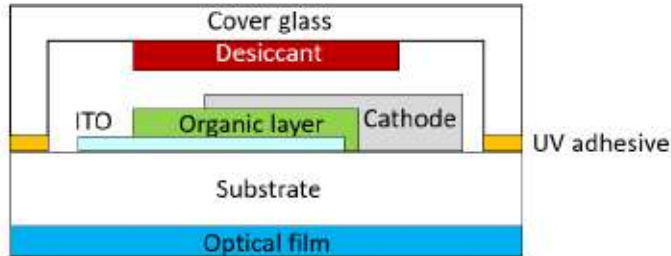 Cover glass
Desiccant
ITO
Organic layer
Cathode
UV adhesive
Substrate
Optical film